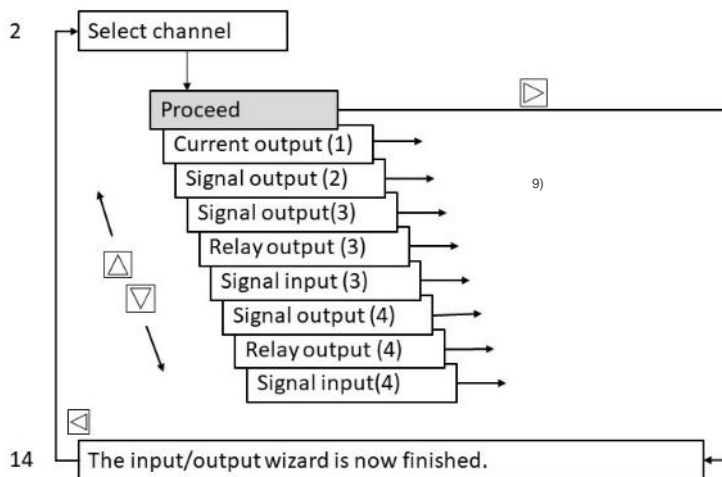 2
Select channel
Proceed
Current output (1)
Signal output (2)
9)
Signal output(3)
Relay output (3)
Signal input (3)
Signal output (4)
Relay output (4)
Signal input(4)
14
The input/output wizard is now finished.